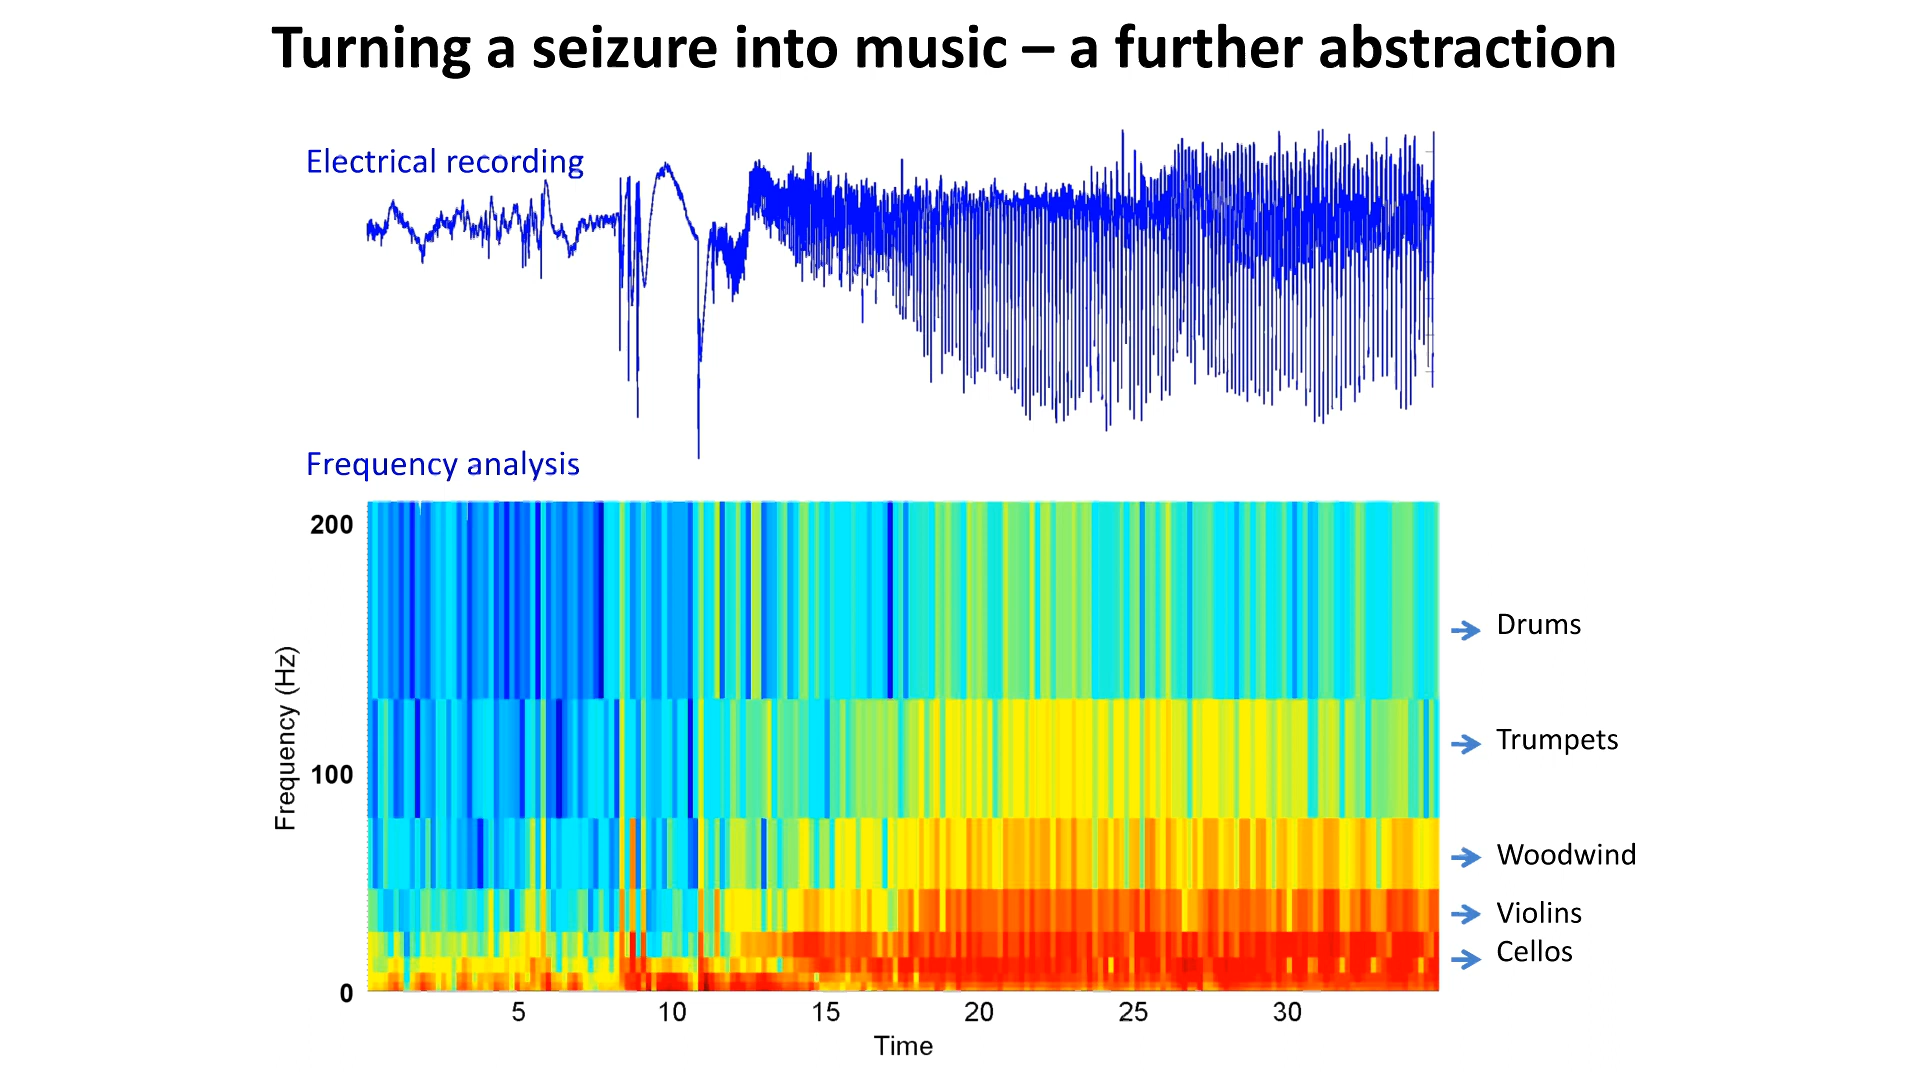 Turning a seizure into music – a further abstraction
Electrical recording
Frequency analysis
200
100
0
Frequency (Hz)
5 10 15 20 25 30
Time
Drums
Trumpets
Woodwind
Violins
Cellos